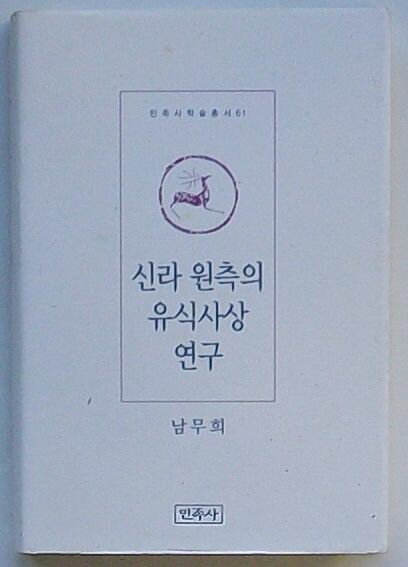 민족사학술총서 61
신라 원측의
유식사상
연구
남무희
민족사